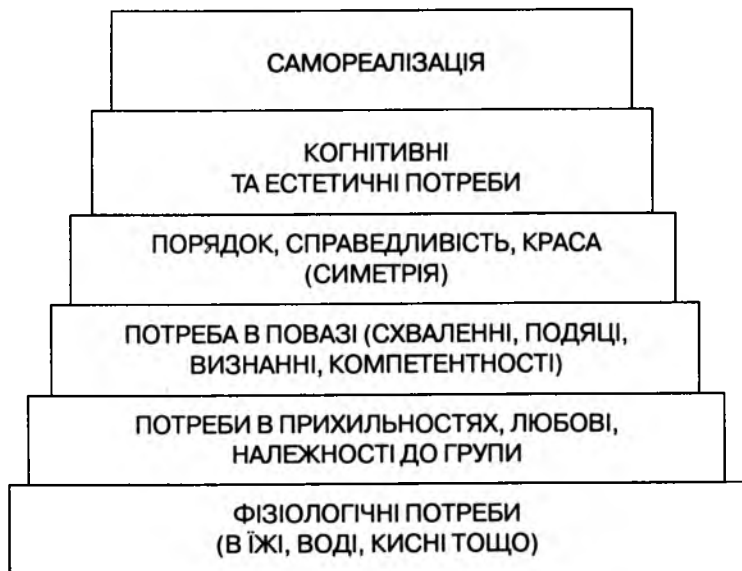 САМОРЕАЛІЗАЦІЯ
КОГНІТИВНІ
ТА ЕСТЕТИЧНІ ПОТРЕБИ
ПОРЯДОК, СПРАВЕДЛИВІСТЬ, КРАСА
(СИМЕТРІЯ)
ПОТРЕБА В ПОВАЗІ (СХВАЛЕННІ, ПОДЯЦІ,
ВИЗНАННІ, КОМПЕТЕНТНОСТІ)
ПОТРЕБИ В ПРИХИЛЬНОСТЯХ, ЛЮБОВІ,
НАЛЕЖНОСТІ ДО ГРУПИ
ФІЗІОЛОГІЧНІ ПОТРЕБИ
(В ЇЖІ, ВОДІ, КИСНІ ТОЩО)